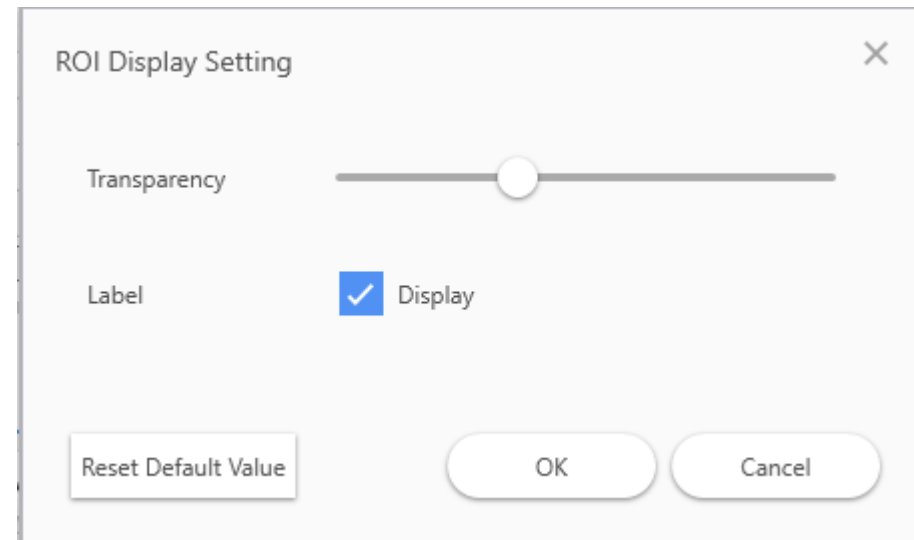 ROI Display Setting
Transparency
Label
Display
Reset Default Value
OK
Cancel